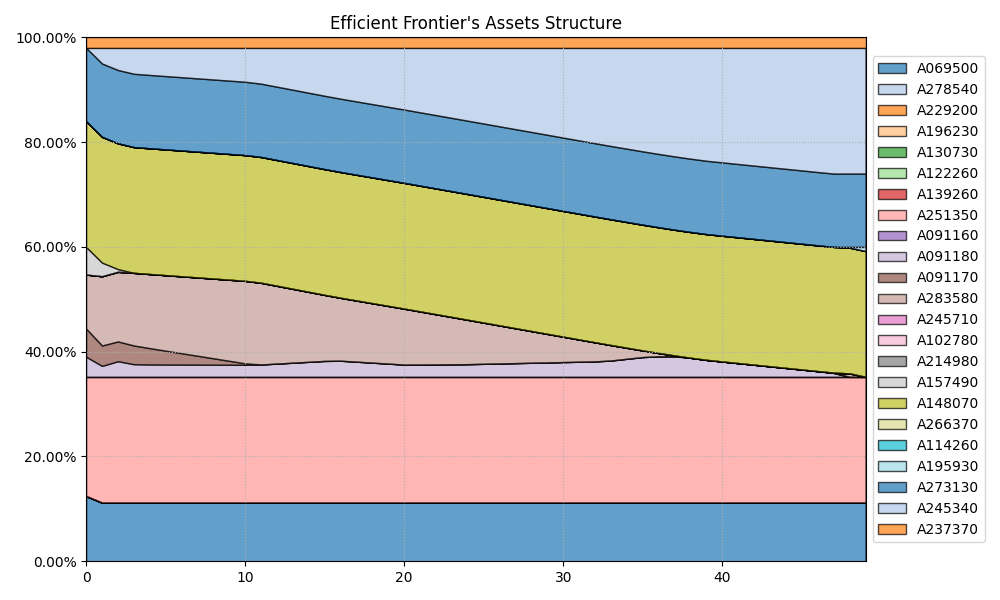 Efficient Frontier's Assets Structure
100.00%
80.00%
60.00%
40.00%
20.00%
0.00%
0
10
20
30
40
A069500
A278540
A229200
A196230
A130730
A122260
A139260
A251350
A091160
A091180
A091170
A283580
A245710
A102780
A214980
A157490
A148070
A266370
A114260
A195930
A273130
A245340
A237370